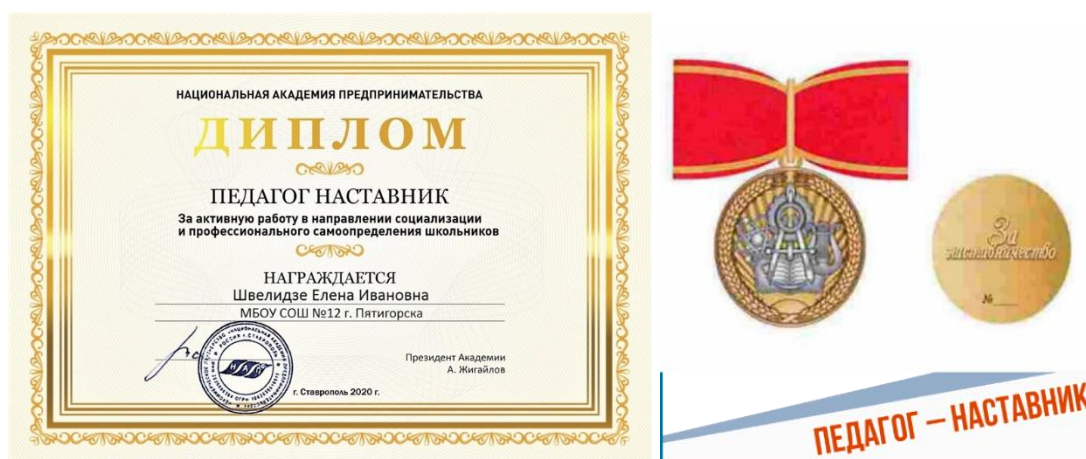 НАЦИОНАЛЬНАЯ АКАДЕМИЯ ПРЕДПРИНИМАТЕЛЬСТВА
ДИПЛОМ
ПЕДАГОГ НАСТАВНИК
За активную работу в направлении социализации
и профессионального самоопределения школьников
НАГРАЖДАЕТСЯ
Швелидзе Елена Ивановна
МБОУ СОШ №12 г. Пятигорска
Президент Академии
А. Жигайлов
НАП
г. Ставрополь 2020 г.
За
наставничество
№
ПЕДАГОГ – НАСТАВНИК